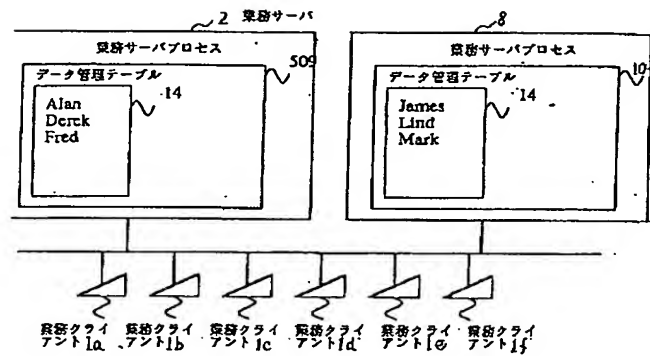 2 業務サーバ
8
業務サーバプロセス
業務サーバプロセス
509
10
データ管理テーブル
データ管理テーブル
14
14
Alan
Derek
Fred
James
Lind
Mark
業務クライアント1a
業務クライアント1b
業務クライアント1c
業務クライアント1d
業務クライアント1e
業務クライアント1f